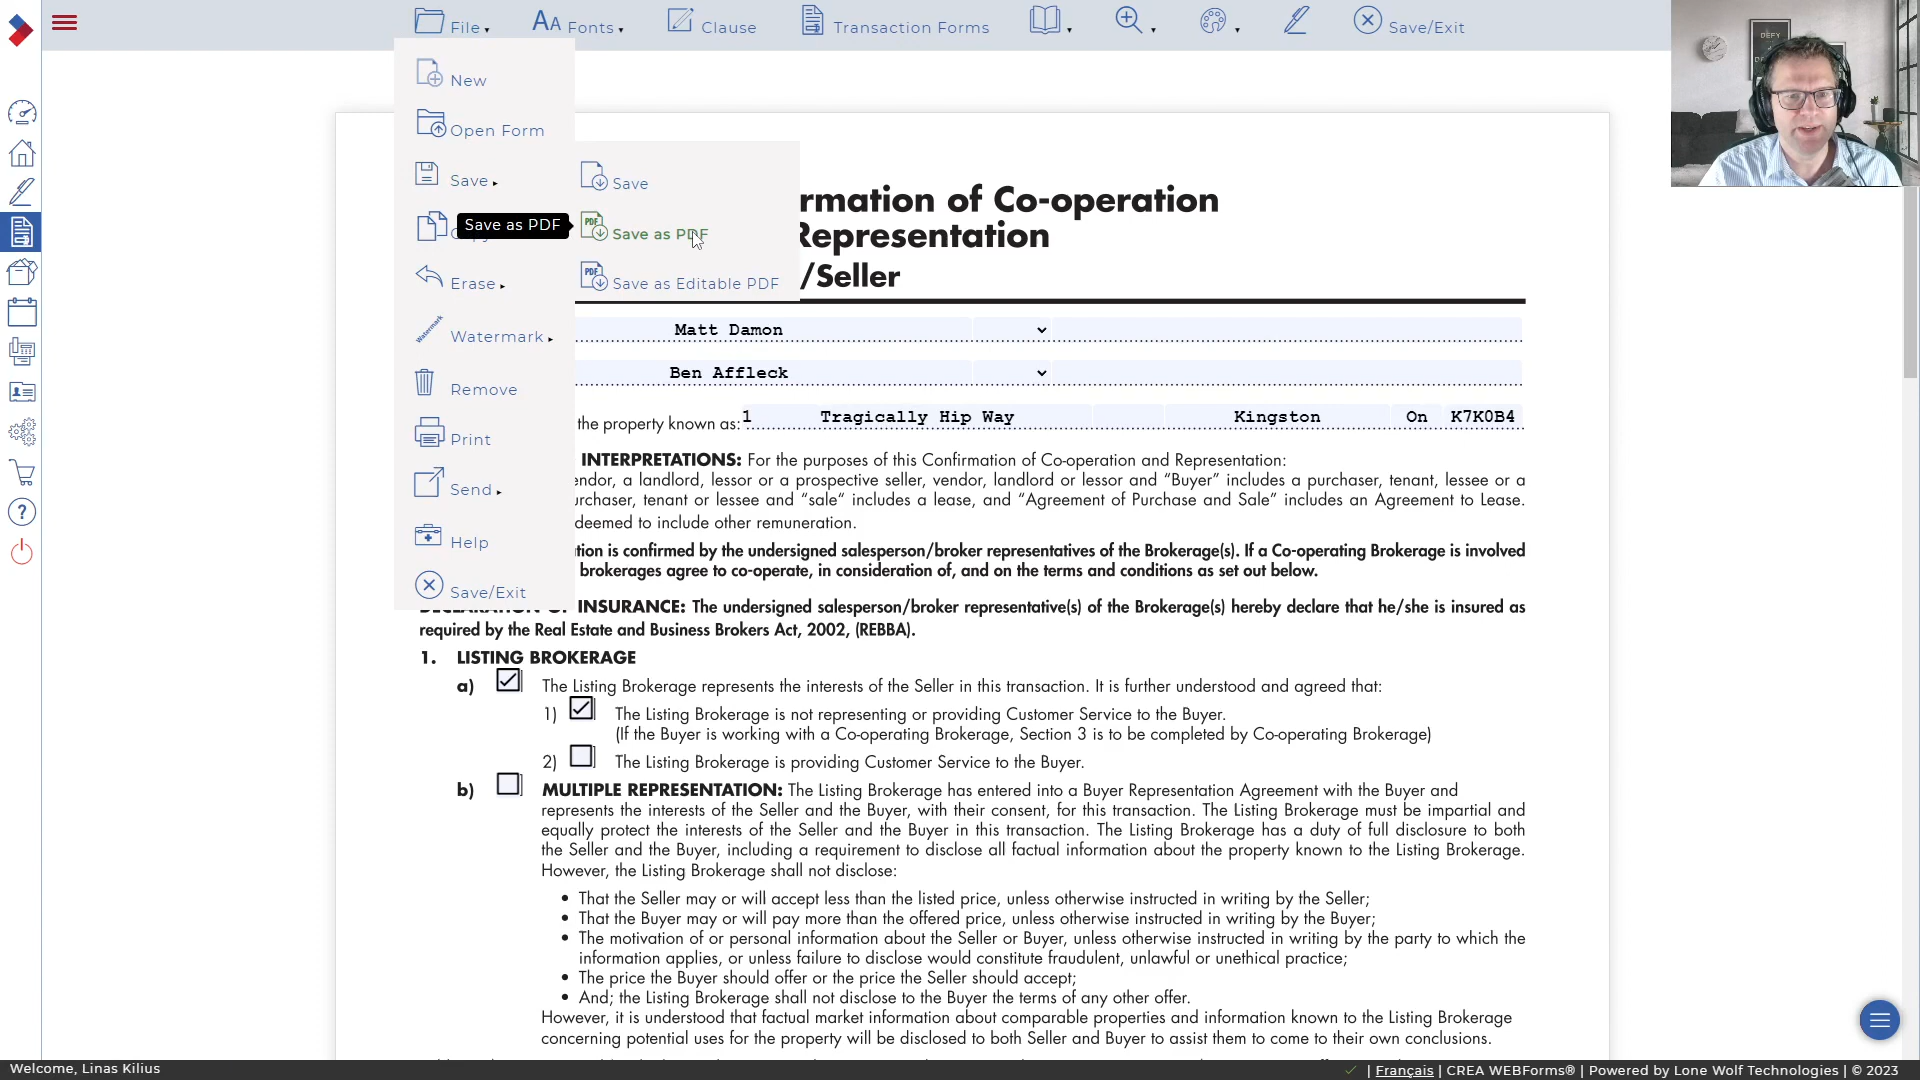 File
Fonts
Clause
Transaction Forms
Save/Exit
New
Open Form
Save
Save as PDF
Erase
Watermark
Remove
Print
Send
Help
Save/Exit
Save
Save as PDF
Save as Editable PDF
rmation of Co-operation
Representation
/Seller
Matt Damon
Ben Affleck
the property known as: 1 Tragically Hip Way Kingston On K7K0B4
INTERPRETATIONS: For the purposes of this Confirmation of Co-operation and Representation:
endor, a landlord, lessor or a prospective seller, vendor, landlord or lessor and “Buyer” includes a purchaser, tenant, lessee or a
urchaser, tenant or lessee and “sale“ includes a lease, and “Agreement of Purchase and Sale” includes an Agreement to Lease.
deemed to include other remuneration.
tion is confirmed by the undersigned salesperson/broker representatives of the Brokerage(s). If a Co-operating Brokerage is involved
brokerages agree to co-operate, in consideration of, and on the terms and conditions as set out below.
DECLARATION OF INSURANCE: The undersigned salesperson/broker representative(s) of the Brokerage(s) hereby declare that he/she is insured as
required by the Real Estate and Business Brokers Act, 2002, (REBBA).
1. LISTING BROKERAGE
a) The Listing Brokerage represents the interests of the Seller in this transaction. It is further understood and agreed that:
1) The Listing Brokerage is not representing or providing Customer Service to the Buyer.
(If the Buyer is working with a Co-operating Brokerage, Section 3 is to be completed by Co-operating Brokerage)
2) The Listing Brokerage is providing Customer Service to the Buyer.
b) MULTIPLE REPRESENTATION: The Listing Brokerage has entered into a Buyer Representation Agreement with the Buyer and
represents the interests of the Seller and the Buyer, with their consent, for this transaction. The Listing Brokerage must be impartial and
equally protect the interests of the Seller and the Buyer in this transaction. The Listing Brokerage has a duty of full disclosure to both
the Seller and the Buyer, including a requirement to disclose all factual information about the property known to the Listing Brokerage.
However, the Listing Brokerage shall not disclose:
• That the Seller may or will accept less than the listed price, unless otherwise instructed in writing by the Seller;
• That the Buyer may or will pay more than the offered price, unless otherwise instructed in writing by the Buyer;
• The motivation of or personal information about the Seller or Buyer, unless otherwise instructed in writing by the party to which the
information applies, or unless failure to disclose would constitute fraudulent, unlawful or unethical practice;
• The price the Buyer should offer or the price the Seller should accept;
• And; the Listing Brokerage shall not disclose to the Buyer the terms of any other offer.
However, it is understood that factual market information about comparable properties and information known to the Listing Brokerage
concerning potential uses for the property will be disclosed to both Seller and Buyer to assist them to come to their own conclusions.
Welcome, Linas Kilius
| Français | CREA WEBForms® | Powered by Lone Wolf Technologies | © 2023
DEFY